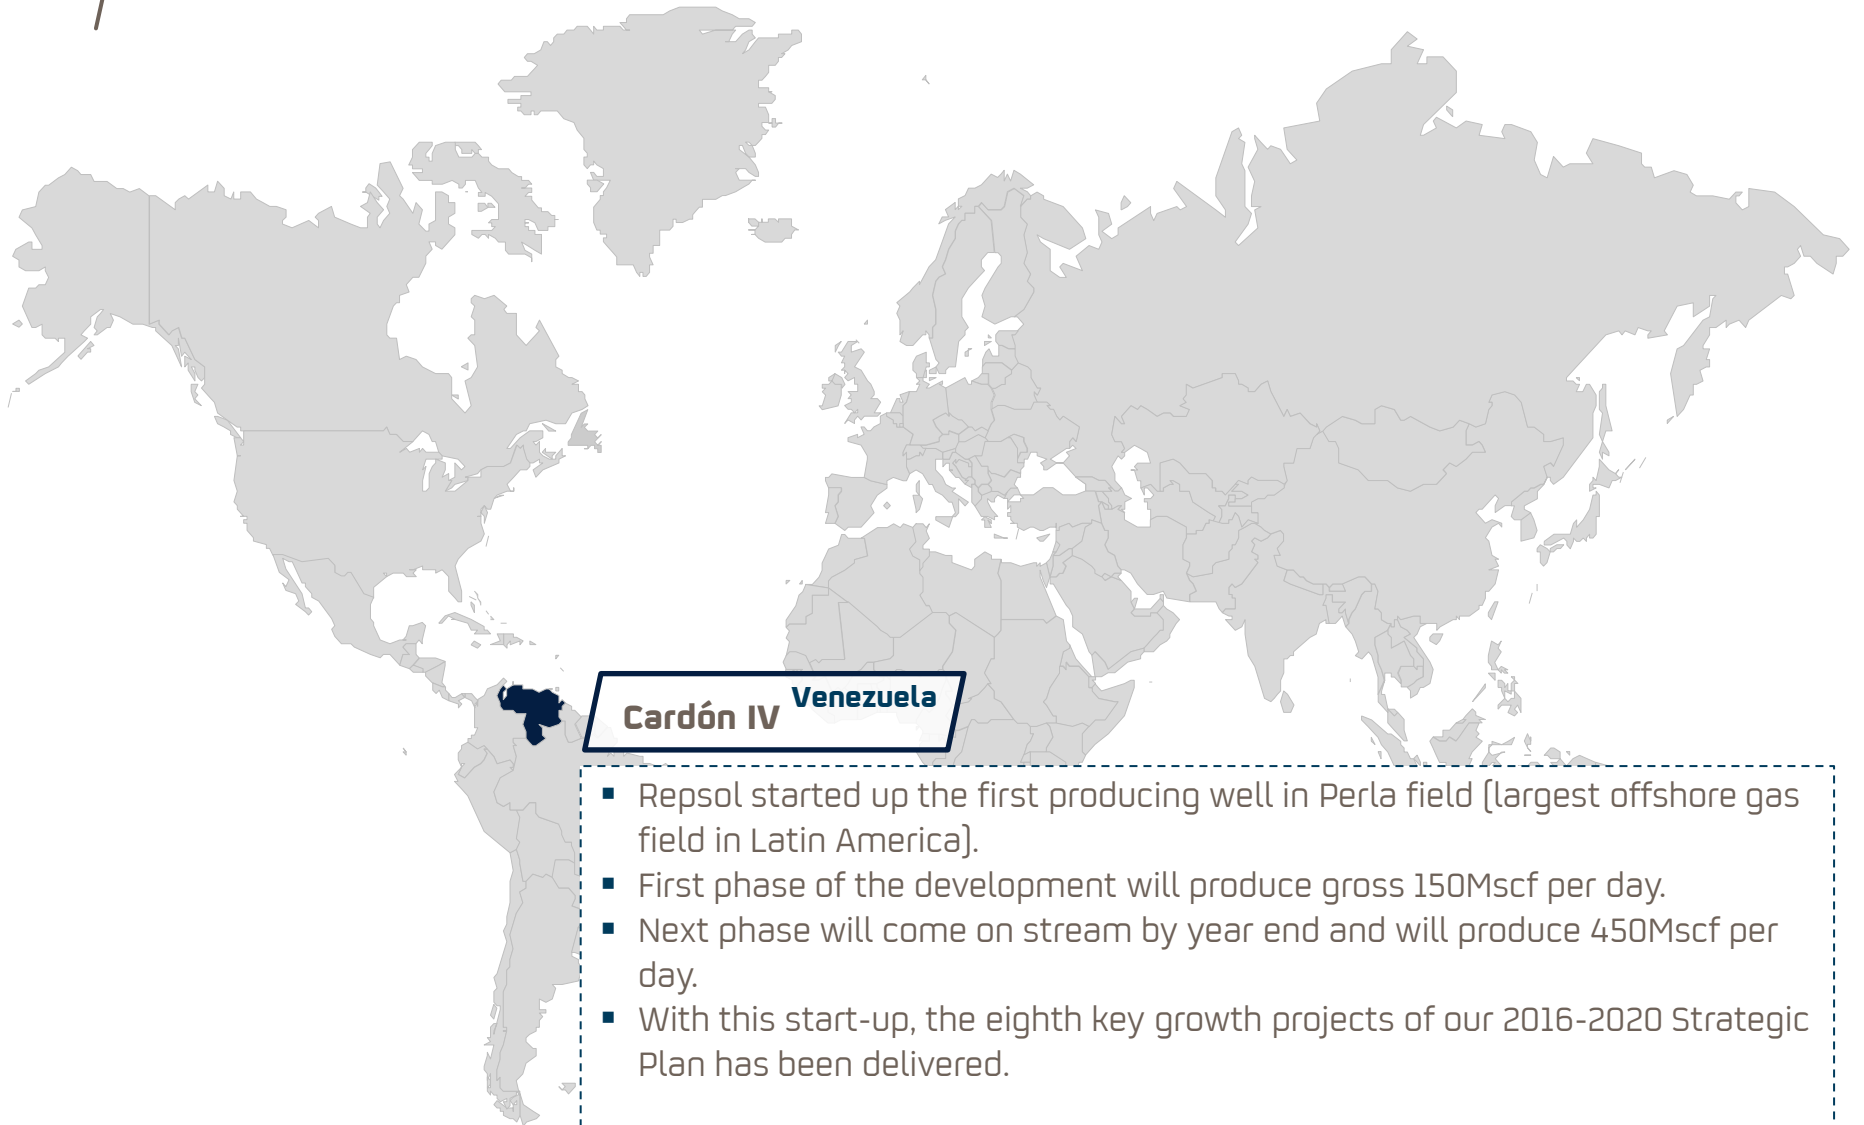 Cardón IV Venezuela
▪ Repsol started up the first producing well in Perla field (largest offshore gas
field in Latin America).
▪ First phase of the development will produce gross 150Mscf per day.
▪ Next phase will come on stream by year end and will produce 450Mscf per
day.
▪ With this start-up, the eighth key growth projects of our 2016-2020 Strategic
Plan has been delivered.